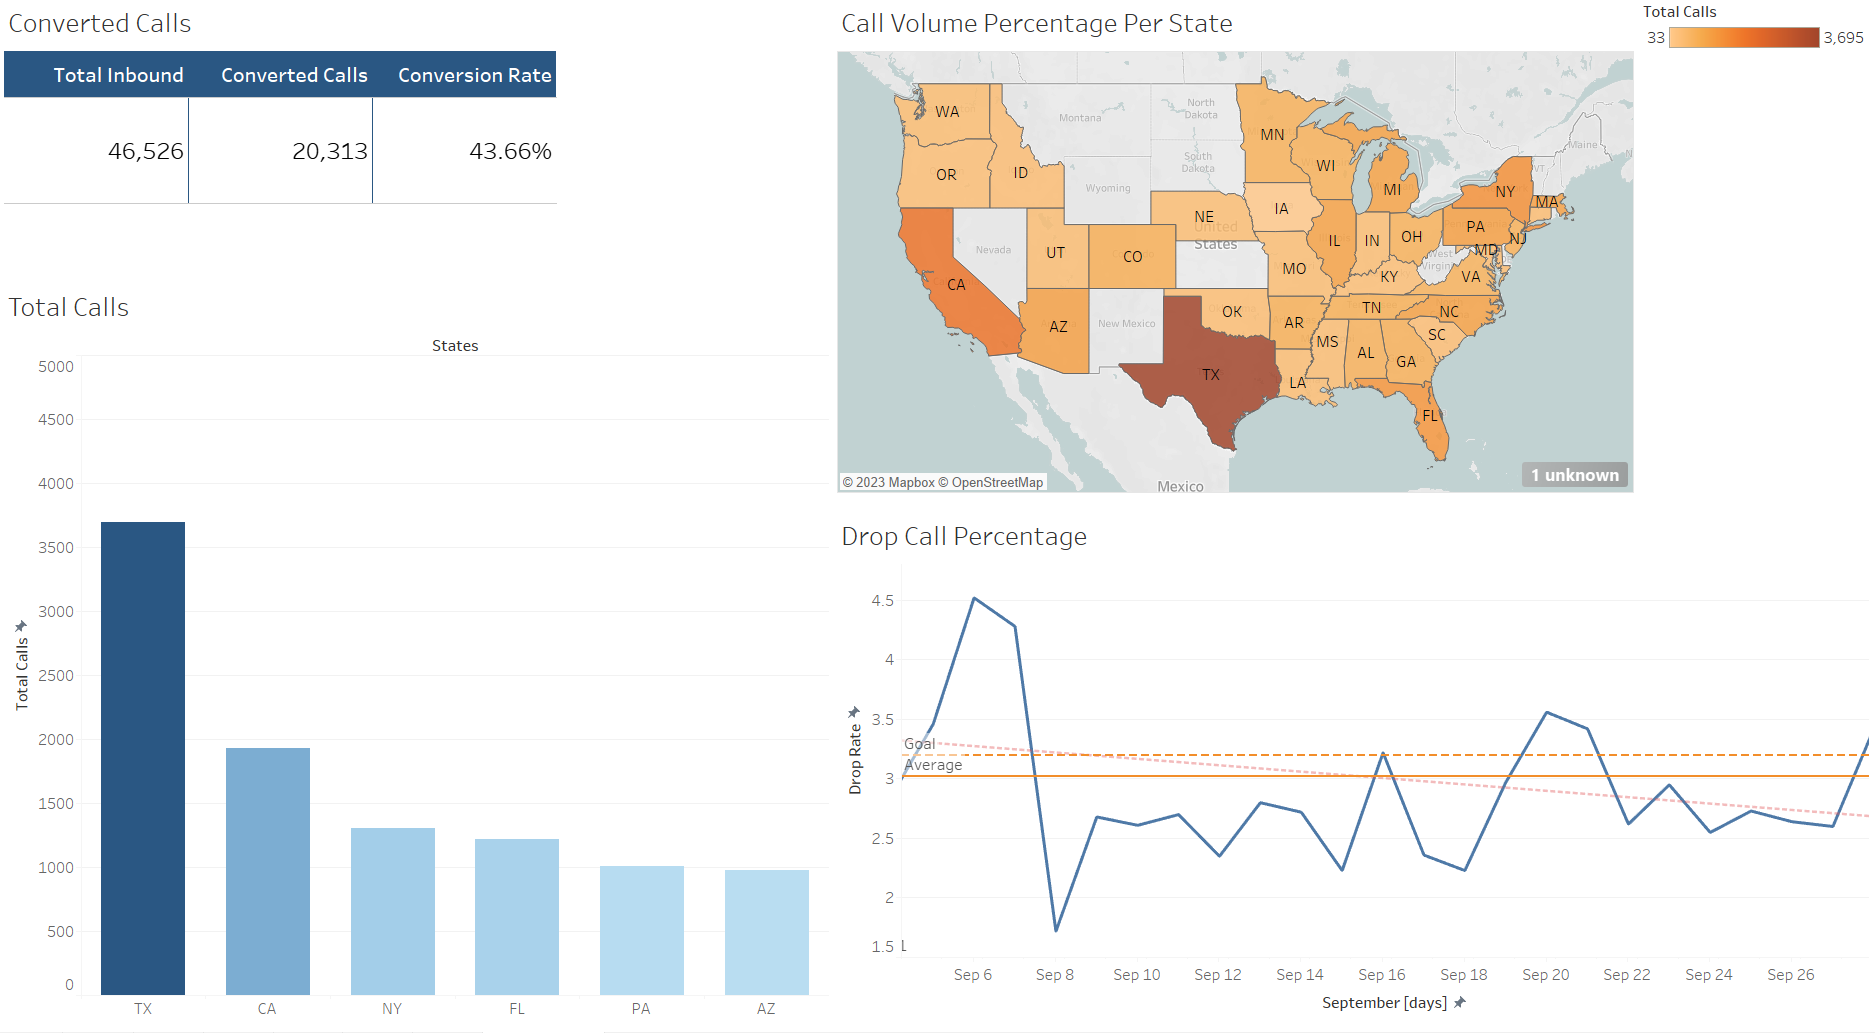 Converted Calls
Total Inbound
Converted Calls
Conversion Rate
46,526
20,313
43.66%
Total Calls
States
Total Calls
5000
4500
4000
3500
3000
2500
2000
1500
1000
500
0
TX
CA
NY
FL
PA
AZ
Call Volume Percentage Per State
Total Calls
33
3,695
WA
Montana
North
Dakota
MN
South
Dakota
WI
Maine
VT
OR
ID
Wyoming
MI
NY
MA
NE
IA
United
States
Nevada
UT
CO
IL
IN
OH
PA
NJ
MD
West
Virginia
VA
CA
MO
KY
AZ
New Mexico
OK
AR
TN
NC
MS
AL
GA
SC
TX
LA
FL
Mexico
© 2023 Mapbox © OpenStreetMap
1 unknown
Drop Call Percentage
Drop Rate
4.5
4
3.5
3
2.5
2
1.5
Goal
Average
Sep 6
Sep 8
Sep 10
Sep 12
Sep 14
Sep 16
Sep 18
Sep 20
Sep 22
Sep 24
Sep 26
September [days]